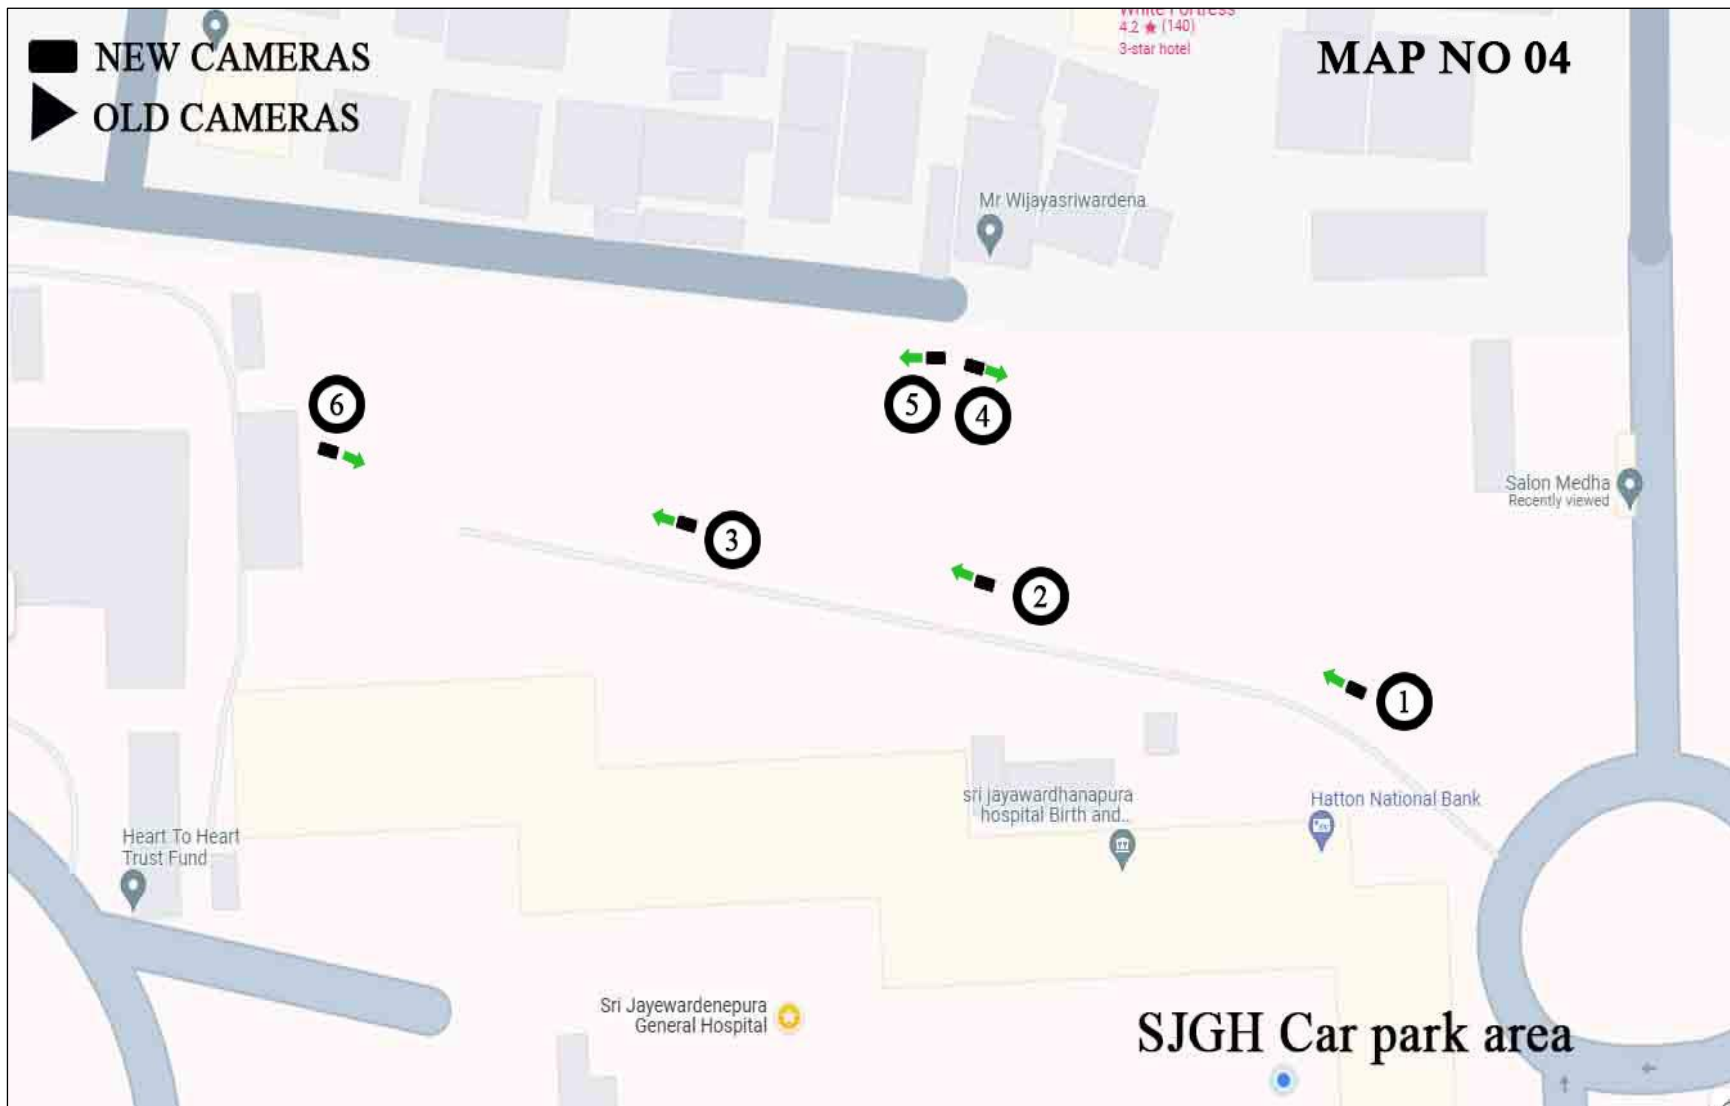 White Fortress
4.2 ★ (140)
3-star hotel
NEW CAMERAS
MAP NO 04
OLD CAMERAS
Mr Wijayasriwardena
6
5
4
Salon Medha
Recently viewed
3
2
1
sri jayawardhanapura
hospital Birth and..
Hatton National Bank
Heart To Heart
Trust Fund
Sri Jayewardenepura
General Hospital
SJGH Car park area